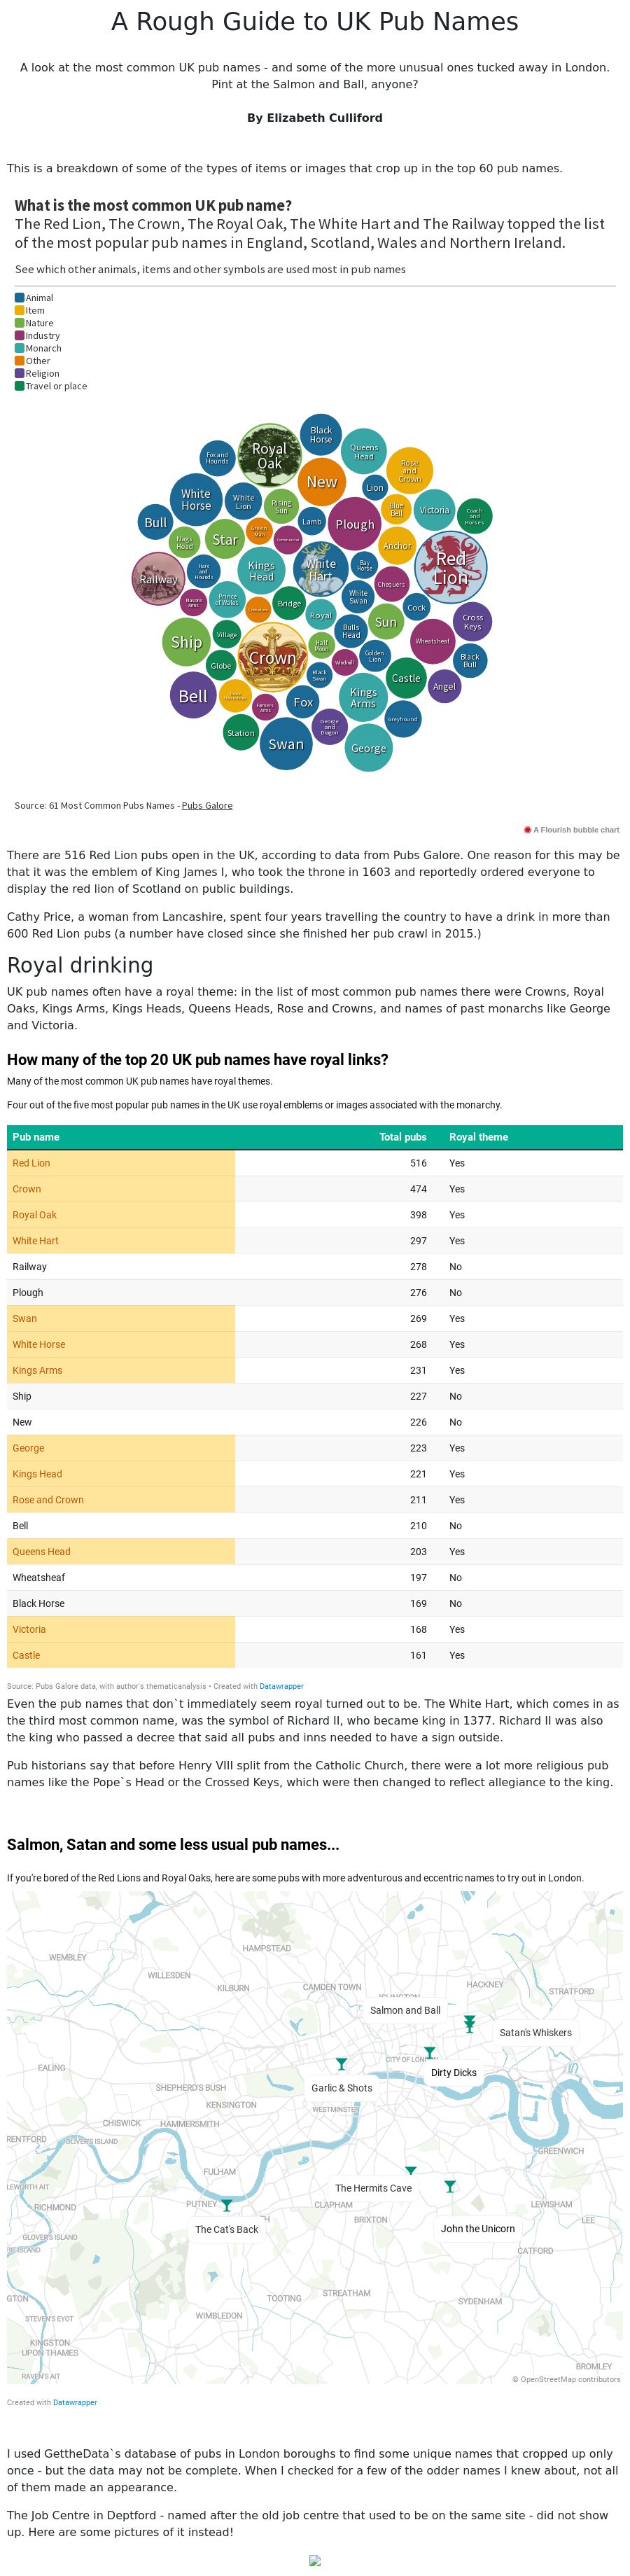 A Rough Guide to UK Pub Names
A look at the most common UK pub names - and some of the more unusual ones tucked away in London.
Pint at the Salmon and Ball, anyone?
By Elizabeth Culliford
This is a breakdown of some of the types of items or images that crop up in the top 60 pub names.
What is the most common UK pub name?
The Red Lion, The Crown, The Royal Oak, The White Hart and The Railway topped the list
of the most popular pub names in England, Scotland, Wales and Northern Ireland.
See which other animals, items and other symbols are used most in pub names
Animal
Item
Nature
Industry
Monarch
Other
Religion
Travel or place
Black
Horse
Royal
Oak
Queens
Head
Fox and
Hounds
Rose
and
Crown
New
Lion
White
Horse
White
Lion
Rising
Sun
Blue
Bell
Victoria
Coach
and
Horses
Bull
Lamb
Plough
Green
Man
Star
Nags
Head
Commercial
Anchor
Red
Lion
Railway
Hare
and
Hounds
Kings
Head
White
Hart
Bay
Horse
Chequers
Masons
Arms
Prince
of Wales
Bridge
White
Swan
Cock
Royal
Sun
Cross
Keys
Ship
Village
Crown
Half
Moon
Bulls
Head
Wheatsheaf
Globe
Golden
Lion
Black
Bull
Black
Swan
Castle
Angel
Bell
Farmers
Arms
Fox
Kings
Arms
Station
George
and
Dragon
Greyhound
Swan
George
Source: 61 Most Common Pubs Names - Pubs Galore
A Flourish bubble chart
There are 516 Red Lion pubs open in the UK, according to data from Pubs Galore. One reason for this may be
that it was the emblem of King James I, who took the throne in 1603 and reportedly ordered everyone to
display the red lion of Scotland on public buildings.
Cathy Price, a woman from Lancashire, spent four years travelling the country to have a drink in more than
600 Red Lion pubs (a number have closed since she finished her pub crawl in 2015.)
Royal drinking
UK pub names often have a royal theme: in the list of most common pub names there were Crowns, Royal
Oaks, Kings Arms, Kings Heads, Queens Heads, Rose and Crowns, and names of past monarchs like George
and Victoria.
How many of the top 20 UK pub names have royal links?
Many of the most common UK pub names have royal themes.
Four out of the five most popular pub names in the UK use royal emblems or images associated with the monarchy.
Pub name Total pubs Royal theme
Red Lion 516 Yes
Crown 474 Yes
Royal Oak 398 Yes
White Hart 297 Yes
Railway 278 No
Plough 276 No
Swan 269 Yes
White Horse 268 Yes
Kings Arms 231 Yes
Ship 227 No
New 226 No
George 223 Yes
Kings Head 221 Yes
Rose and Crown 211 Yes
Bell 210 No
Queens Head 203 Yes
Wheatsheaf 197 No
Black Horse 169 No
Victoria 168 Yes
Castle 161 Yes
Source: Pubs Galore data, with author's thematicanalysis • Created with Datawrapper
Even the pub names that don`t immediately seem royal turned out to be. The White Hart, which comes in as
the third most common name, was the symbol of Richard II, who became king in 1377. Richard II was also
the king who passed a decree that said all pubs and inns needed to have a sign outside.
Pub historians say that before Henry VIII split from the Catholic Church, there were a lot more religious pub
names like the Pope`s Head or the Crossed Keys, which were then changed to reflect allegiance to the king.
Salmon, Satan and some less usual pub names...
If you're bored of the Red Lions and Royal Oaks, here are some pubs with more adventurous and eccentric names to try out in London.
HAMPSTEAD
WEMBLEY
WILLESDEN
KILBURN
CAMDEN TOWN
HACKNEY
STRATFORD
ISLINGTON
Salmon and Ball
Satan's Whiskers
CITY OF LONDON
EALING
Dirty Dicks
SHEPHERD'S BUSH
Garlic & Shots
KENSINGTON
WESTMINSTER
CHISWICK
HAMMERSMITH
BRENTFORD
OLIVER'S ISLAND
GREENWICH
FULHAM
The Hermits Cave
PUTNEY
CLAPHAM
LEWISHAM
RICHMOND
BRIXTON
LEE
The Cat's Back
John the Unicorn
GLOVER'S ISLAND
CATFORD
STREATHAM
TOOTING
SYDENHAM
WIMBLEDON
STEVEN'S EYOT
KINGSTON
UPON THAMES
BROMLEY
RAVEN'S AIT
© OpenStreetMap contributors
Created with Datawrapper
I used GettheData`s database of pubs in London boroughs to find some unique names that cropped up only
once - but the data may not be complete. When I checked for a few of the odder names I knew about, not all
of them made an appearance.
The Job Centre in Deptford - named after the old job centre that used to be on the same site - did not show
up. Here are some pictures of it instead!